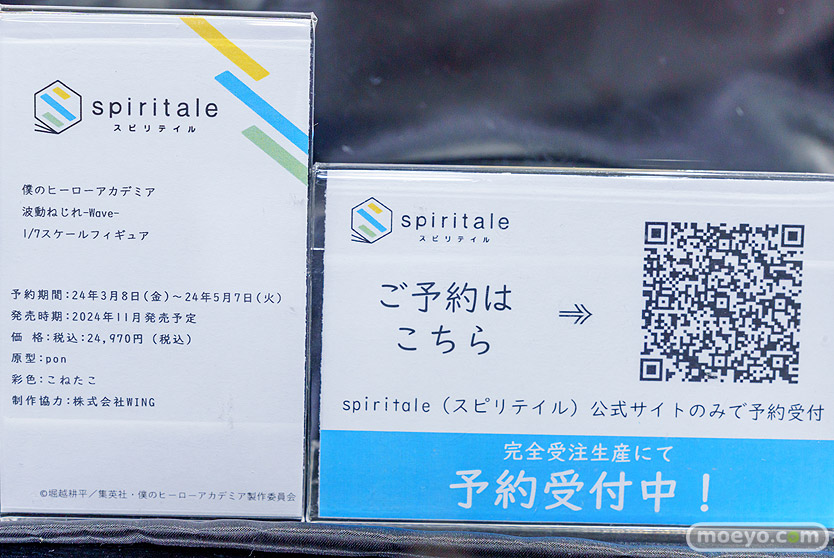 spiritale
スピリテイル
僕のヒーローアカデミア
波動ねじれ-Wave-
1/7スケールフィギュア
予約期間:24年3月8日(金)～24年5月7日(火)
発売時期:2024年11月発売予定
価 格:税込:24,970円 (税込)
原型:pon
彩色:こねたこ
制作協力:株式会社WING
©堀越耕平／集英社・僕のヒーローアカデミア製作委員会
spiritale
スピリテイル
ご予約は
こちら
spiritale (スピリテイル) 公式サイトのみで予約受付
完全受注生産にて
予約受付中！
moeyo.com